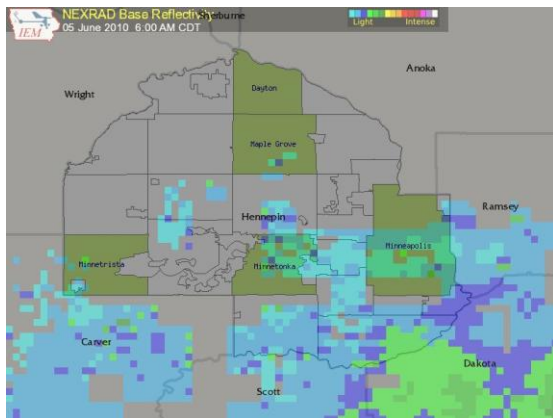 IEM
NEXRAD Base Reflectivity
05 June 2010 6:00 AM CDT
Light
Intense
Sherburne
Anoka
Wright
Dayton
Maple Grove
Ramsey
Hennepin
Minneapolis
Minnetrista
Minnetonka
Carver
Dakota
Scott